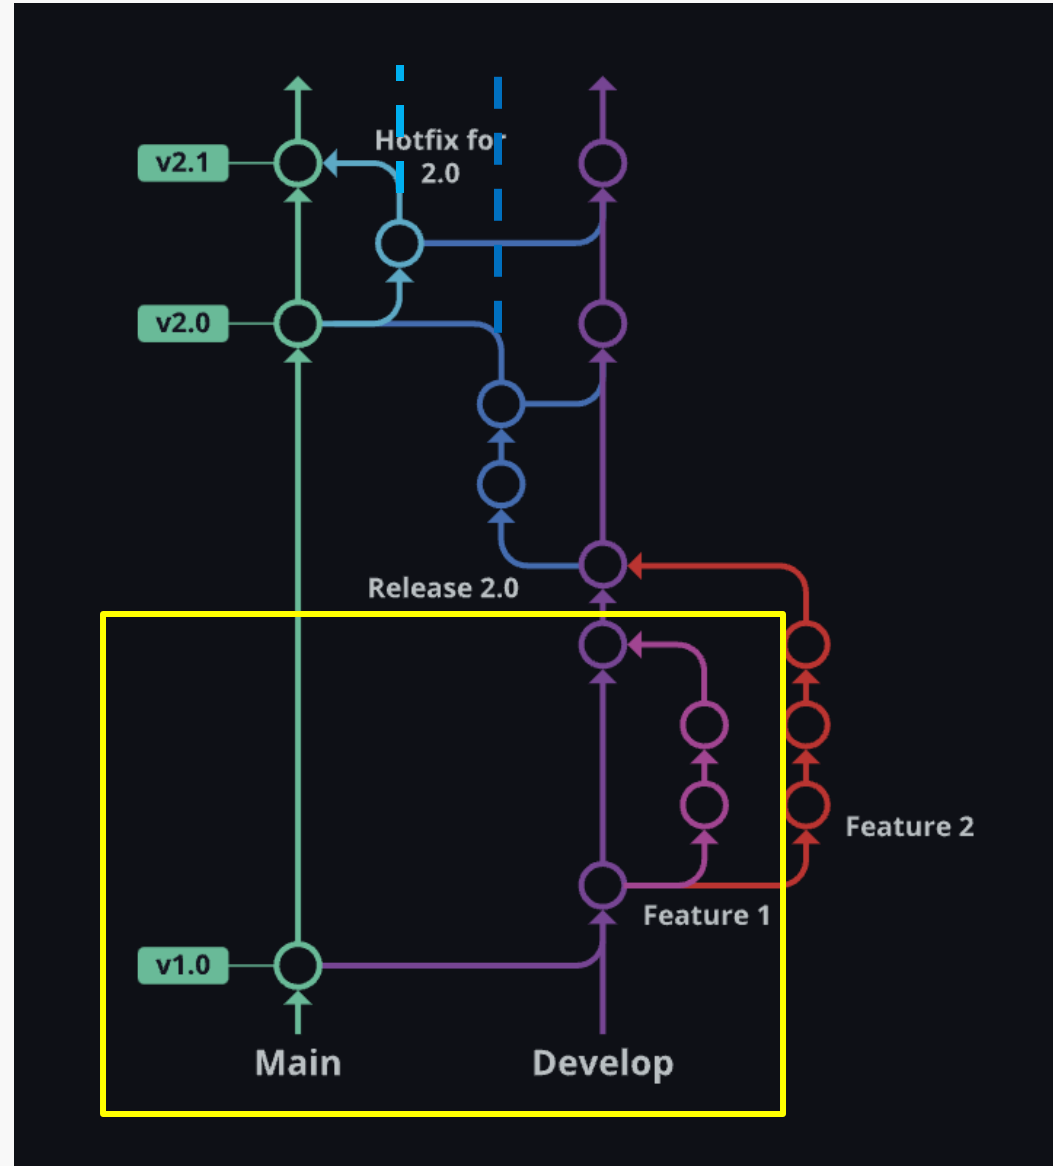 Hotfix for
2.0
v2.1
v2.0
Release 2.0
Feature 2
Feature 1
v1.0
Main
Develop